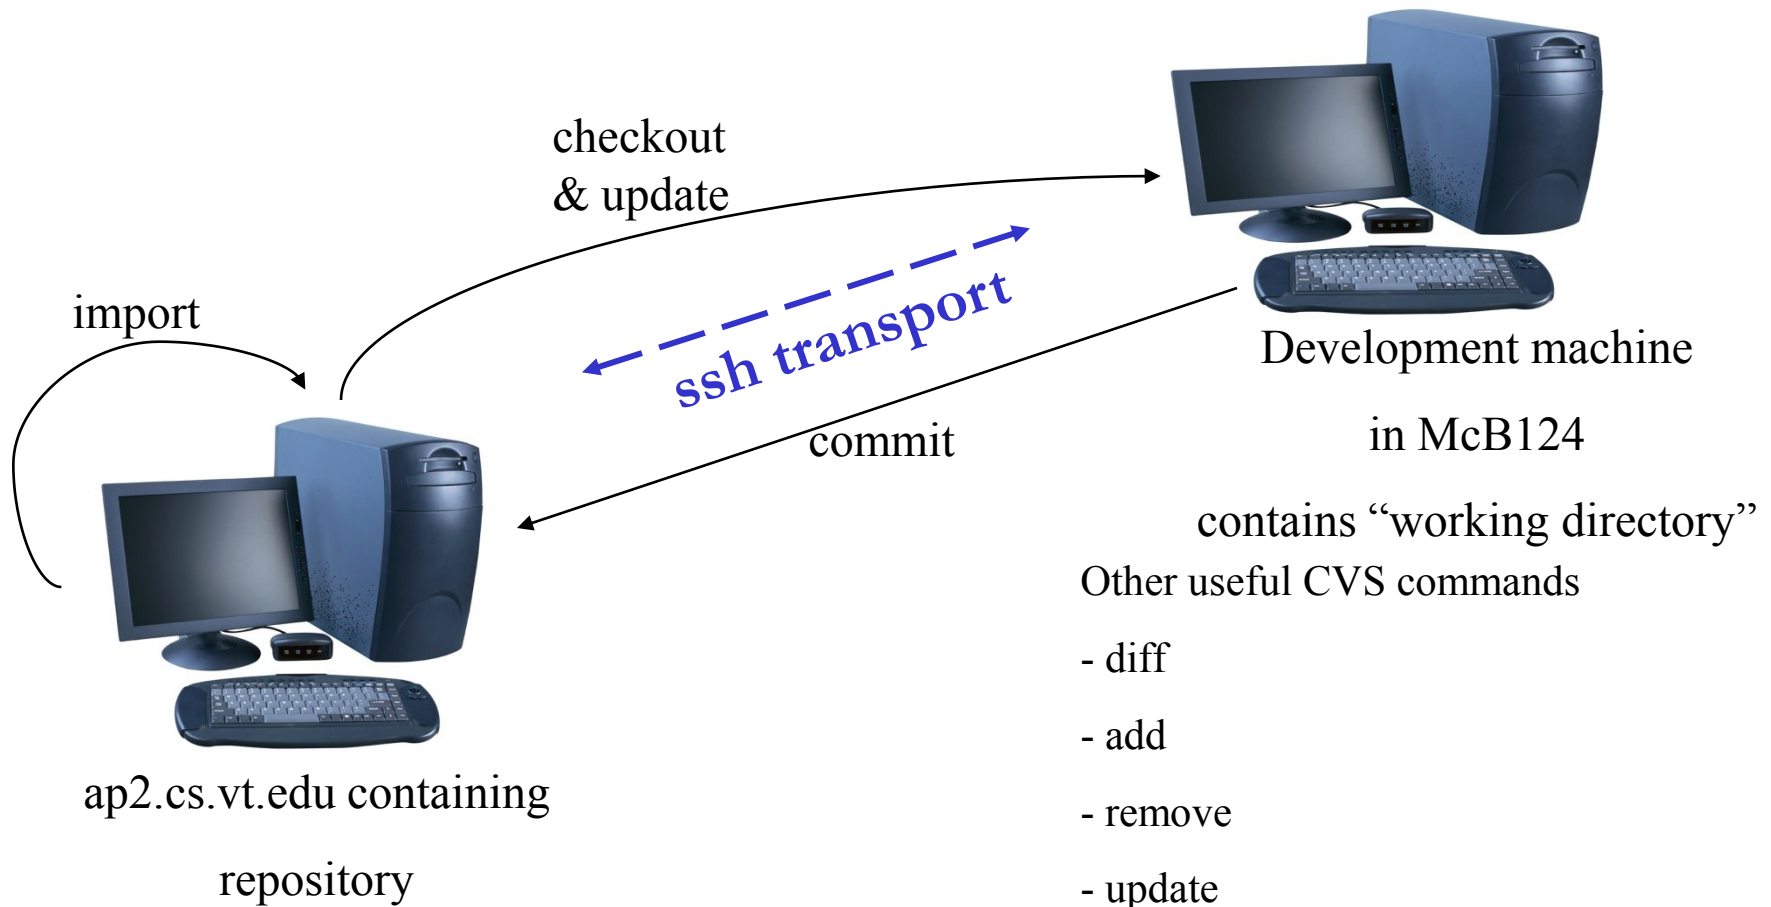 checkout
& update
import
ssh transport
commit
Development machine
in McB124
contains “working directory”
Other useful CVS commands
- diff
- add
- remove
- update
ap2.cs.vt.edu containing
repository